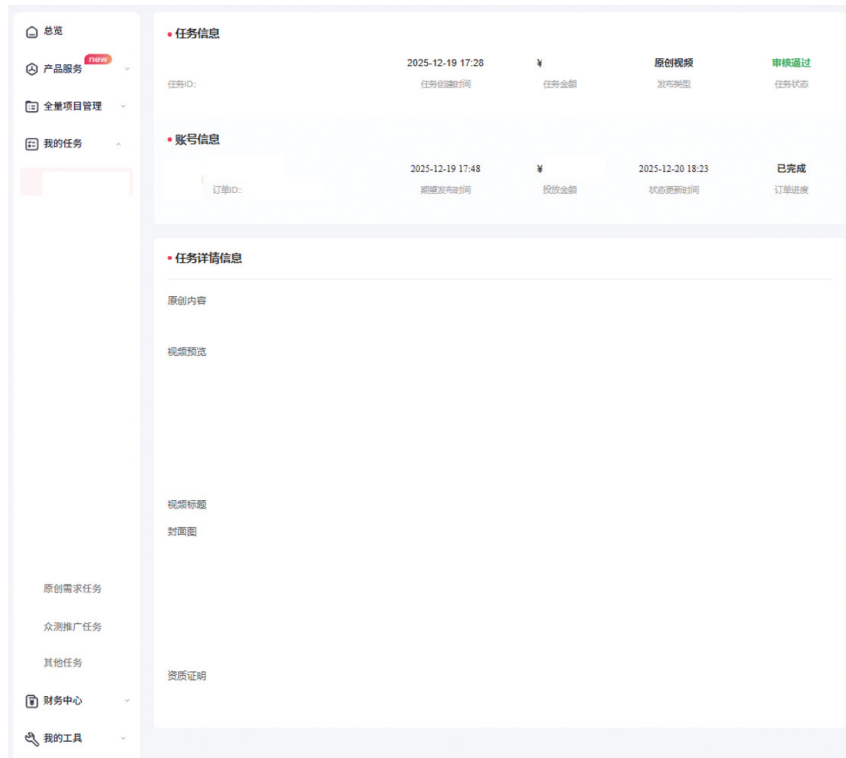 总览
产品服务
new
全量项目管理
我的任务
原创需求任务
众测推广任务
其他任务
财务中心
我的工具
任务信息
2025-12-19 17:28 ¥ 原创视频 审核通过
任务ID: 任务创建时间 任务金额 发布类型 任务状态
账号信息
2025-12-19 17:48 ¥ 2025-12-20 18:23 已完成
订单ID: 期望发布时间 投放金额 状态更新时间 订单进度
任务详情信息
原创内容
视频预览
视频标题
封面图
资质证明